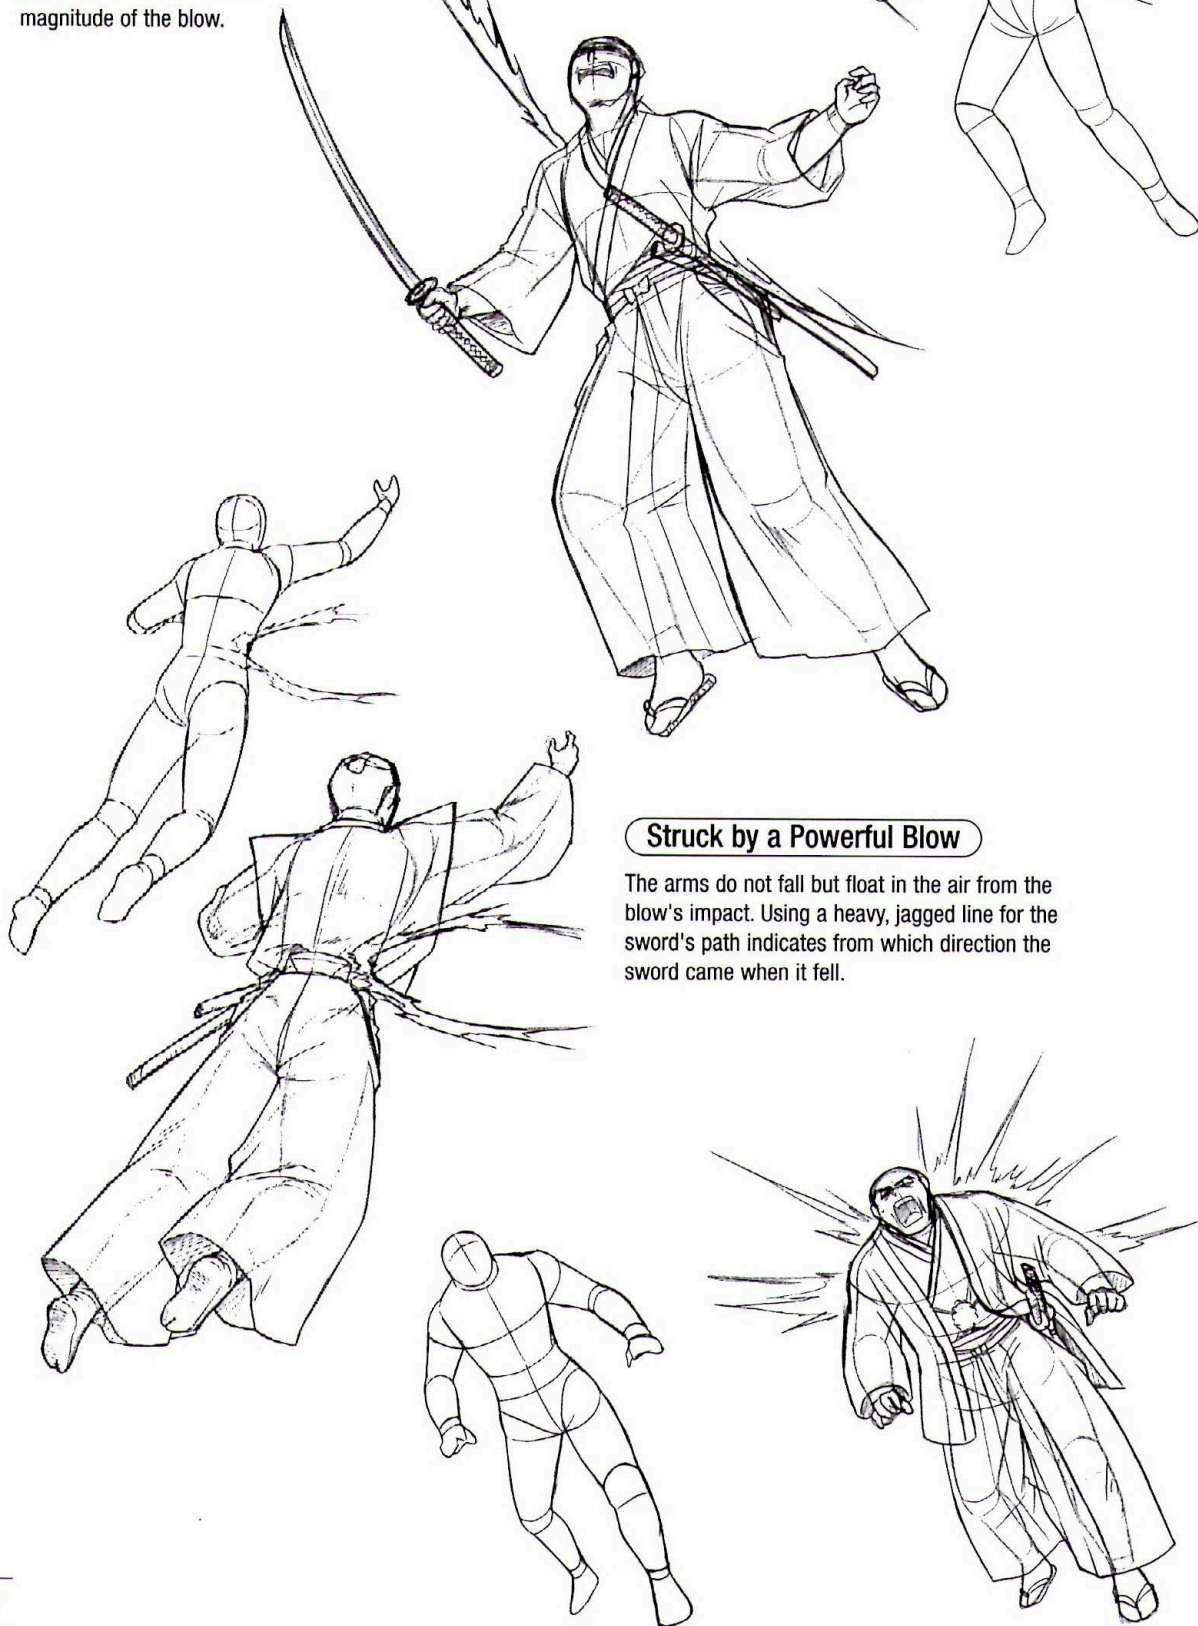 magnitude of the blow.
Struck by a Powerful Blow
The arms do not fall but float in the air from the
blow's impact. Using a heavy, jagged line for the
sword's path indicates from which direction the
sword came when it fell.